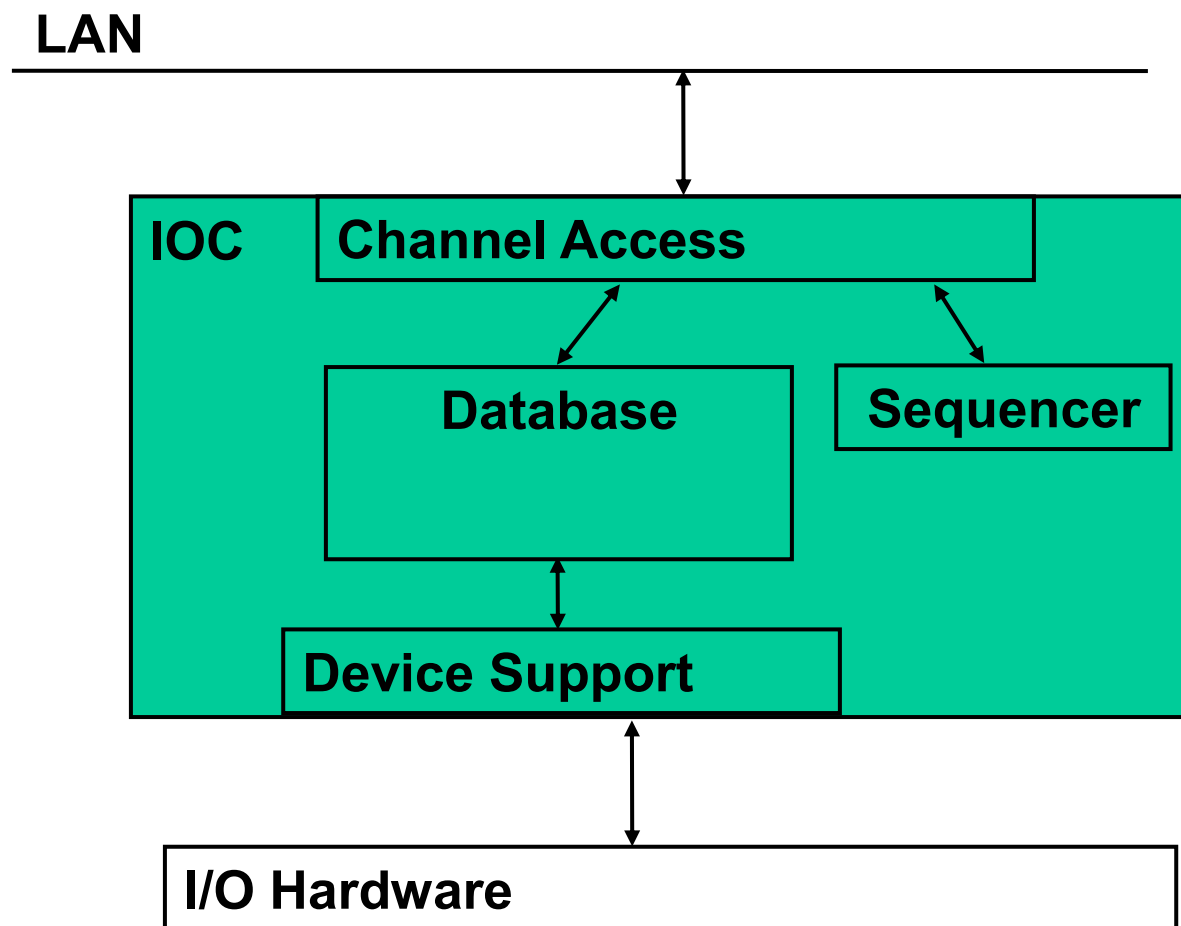 LAN
IOC
Channel Access
Database
Sequencer
Device Support
I/O Hardware